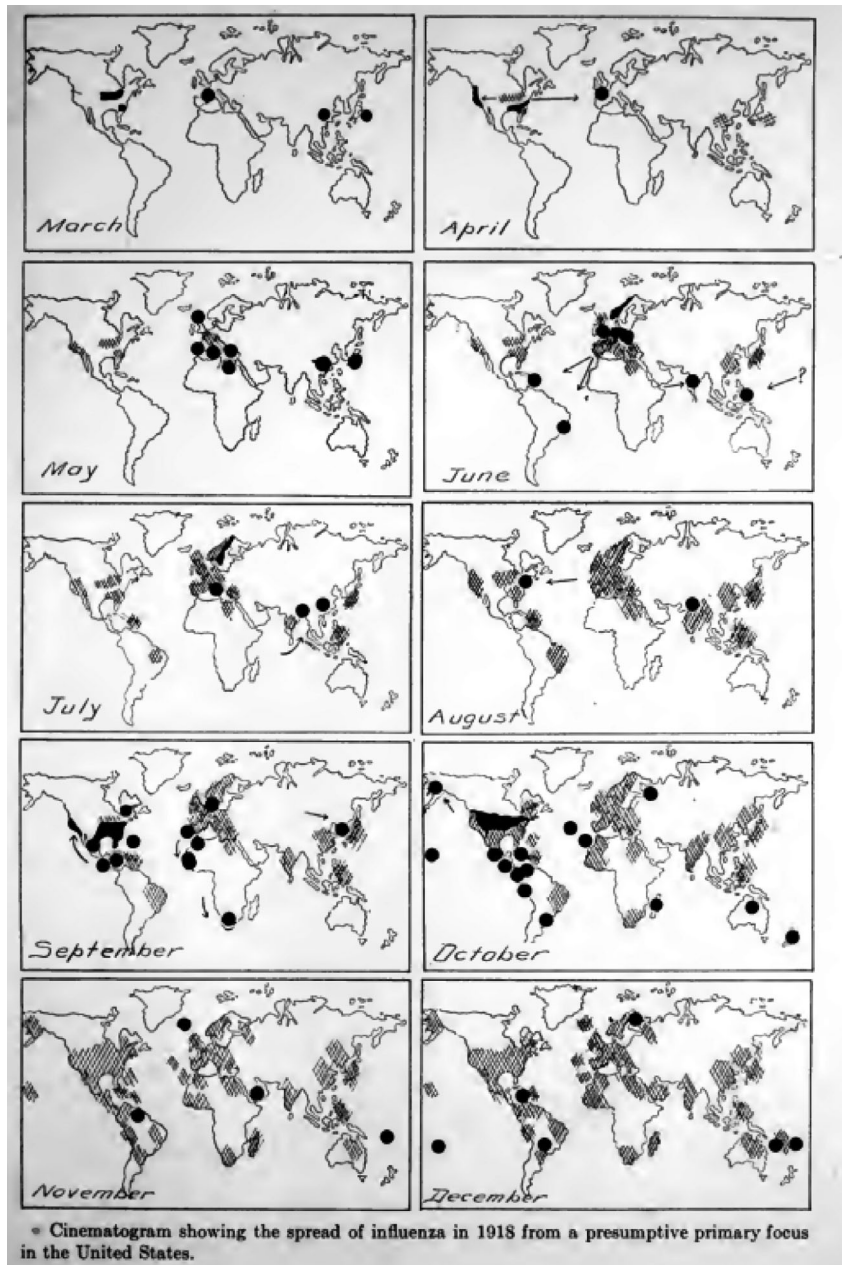 March
April
May
June
?
July
August
September
October
November
December
Cinematogram showing the spread of influenza in 1918 from a presumptive primary focus
in the United States.